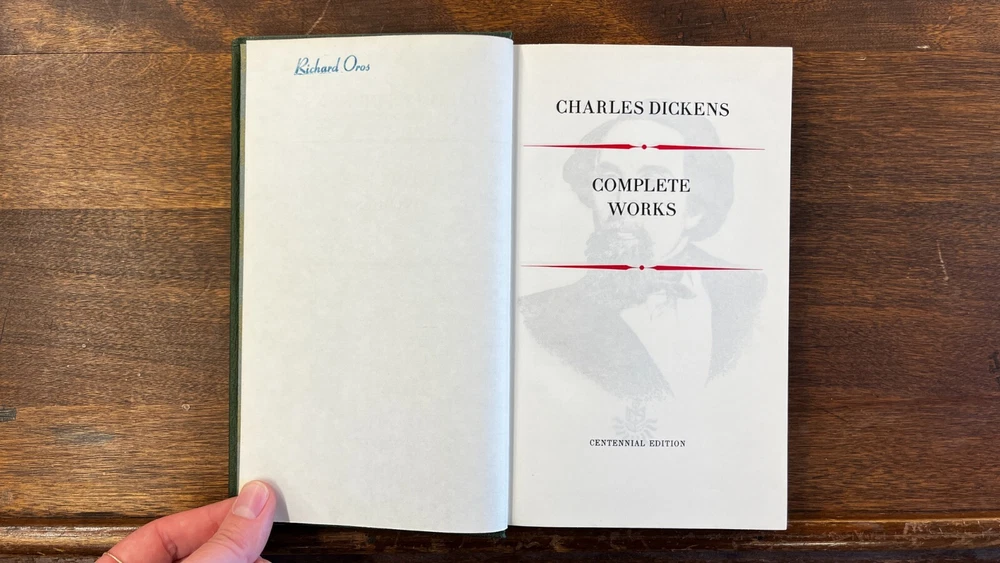 Richard Oros
CHARLES DICKENS
COMPLETE
WORKS
CENTENNIAL EDITION